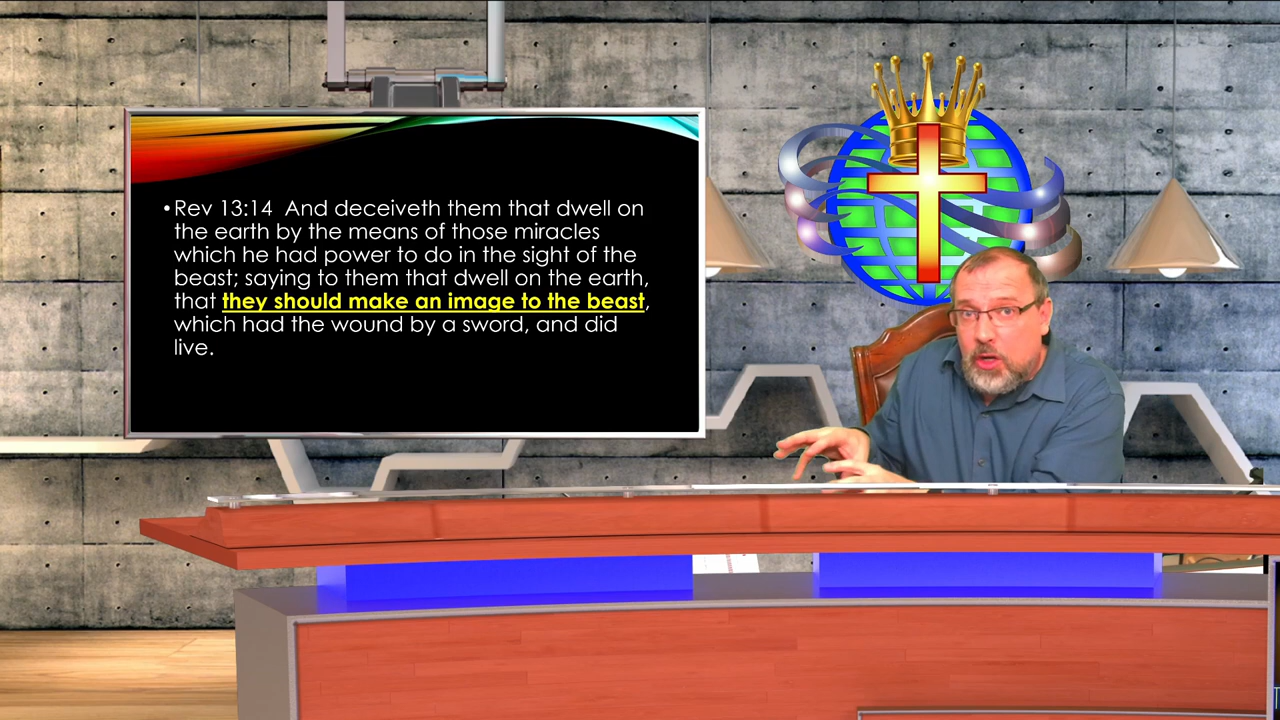 • Rev 13:14  And deceiveth them that dwell on
the earth by the means of those miracles
which he had power to do in the sight of the
beast; saying to them that dwell on the earth,
that they should make an image to the beast,
which had the wound by a sword, and did
live.